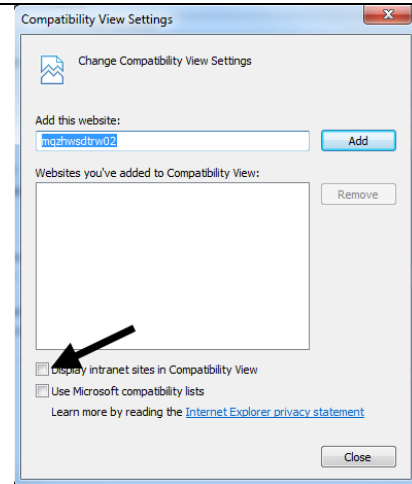 Compatibility View Settings
x
Change Compatibility View Settings
Add this website:
mqzhwsdtrw02
Add
Websites you've added to Compatibility View:
Remove
Display intranet sites in Compatibility View
Use Microsoft compatibility lists
Learn more by reading the Internet Explorer privacy statement
Close